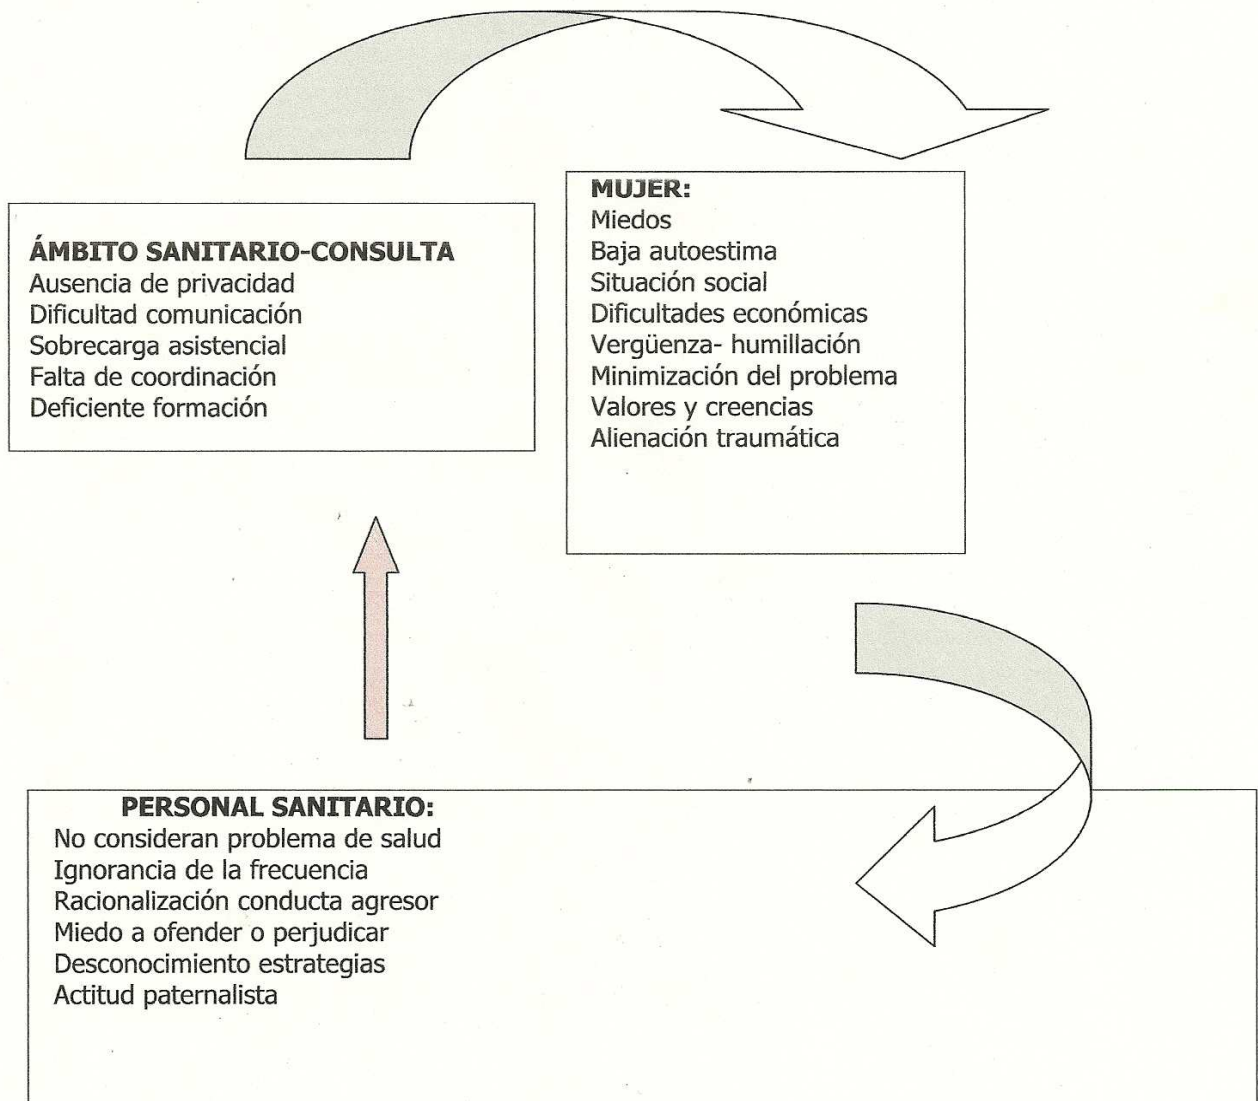 ÁMBITO SANITARIO-CONSULTA
Ausencia de privacidad
Dificultad comunicación
Sobrecarga asistencial
Falta de coordinación
Deficiente formación
MUJER:
Miedos
Baja autoestima
Situación social
Dificultades económicas
Vergüenza- humillación
Minimización del problema
Valores y creencias
Alienación traumática
PERSONAL SANITARIO:
No consideran problema de salud
Ignorancia de la frecuencia
Racionalización conducta agresor
Miedo a ofender o perjudicar
Desconocimiento estrategias
Actitud paternalista